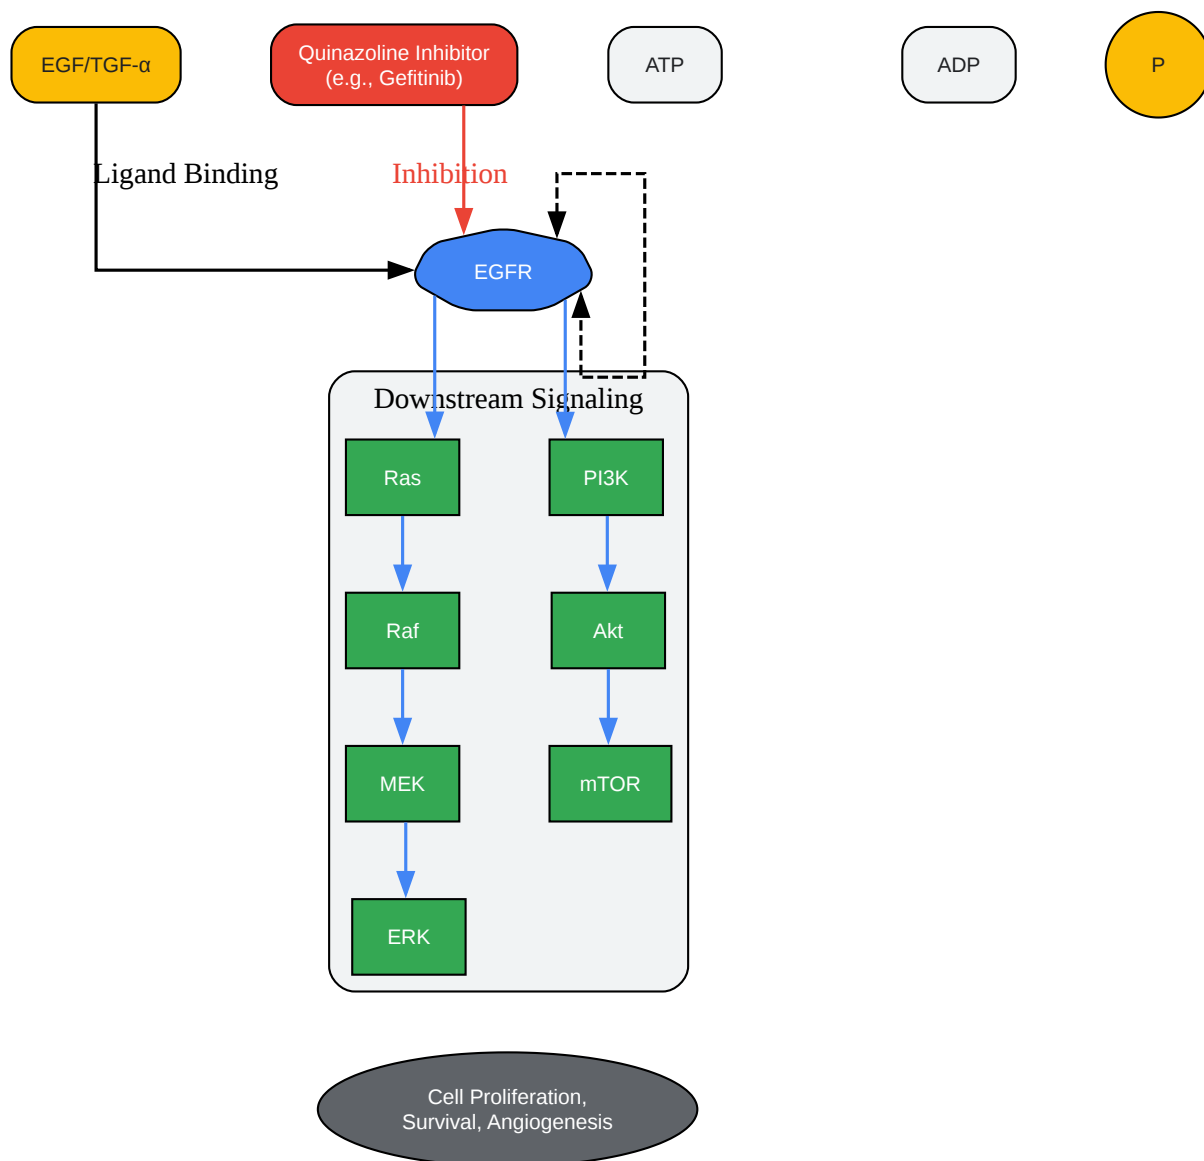 EGF/TGF-α
Quinazoline Inhibitor
(e.g., Gefitinib)
ATP
ADP
P
Ligand Binding
Inhibition
EGFR
Downstream Signaling
Ras
PI3K
Raf
Akt
MEK
mTOR
ERK
Cell Proliferation,
Survival, Angiogenesis